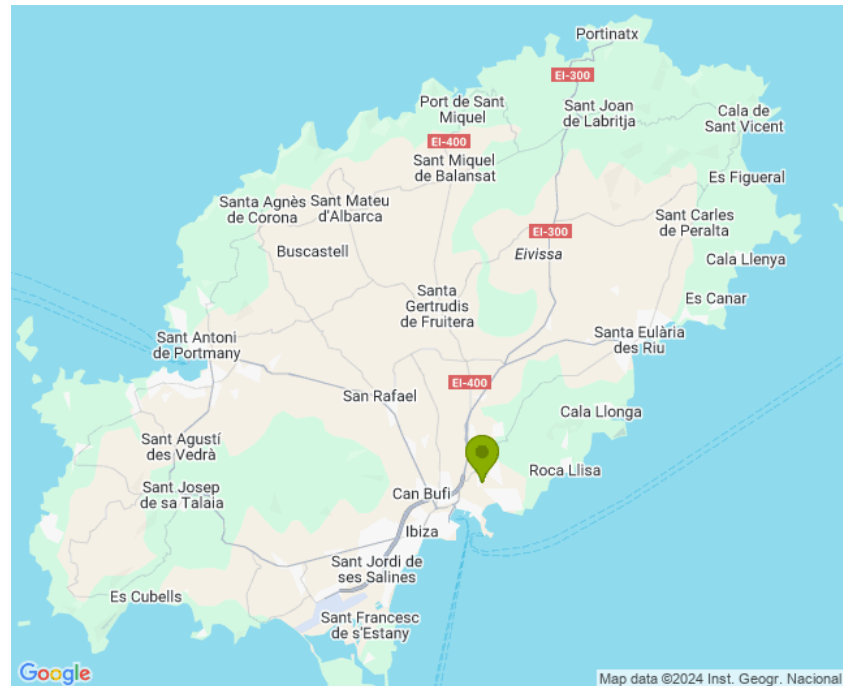 Portinatx
EI-300
Port de Sant
Miquel
Sant Joan
de Labritja
Cala de
Sant Vicent
EI-400
Sant Miquel
de Balansat
Es Figueral
Santa Agnès
de Corona
Sant Mateu
d'Albarca
Sant Carles
de Peralta
EI-300
Buscastell
Eivissa
Cala Llenya
Santa
Gertrudis
de Fruitera
Es Canar
Sant Antoni
de Portmany
Santa Eulària
des Riu
EI-400
San Rafael
Cala Llonga
Sant Agustí
des Vedrà
Roca Llisa
Sant Josep
de sa Talaia
Can Bufi
Ibiza
Sant Jordi de
ses Salines
Es Cubells
Sant Francesc
de s'Estany
Google
Map data ©2024 Inst. Geogr. Nacional